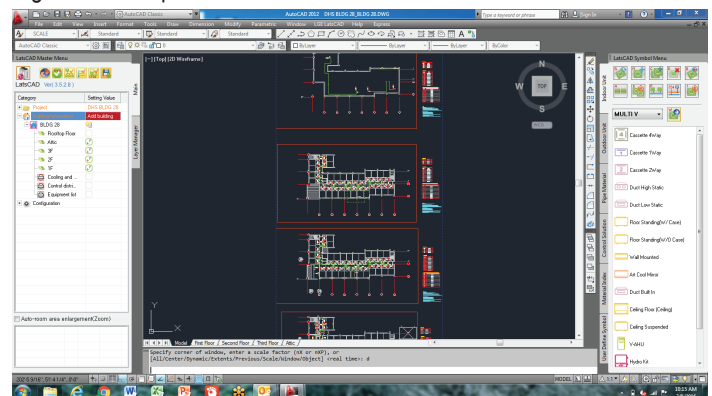 AutoCAD Classic
AutoCAD 2012 DHS BLDG 28_BLDG 28.DWG
Type a keyword or phrase
Sign In
File Edit View Insert Format Tools Draw Dimension Modify Parametric Window LGE LatsCAD Help Express
SCALE
Standard
Standard
Standard
AutoCAD Classic
0
ByLayer
ByLayer
ByLayer
ByColor
LatsCAD Master Menu
LatsCAD Ver( 3.5.2.8 )
Category Setting Value
Project DHS BLDG 28
Add building
BLDG 28
Rooftop Floor
Attic
3F
2F
1F
Cooling and ..
Control distri..
Equipment list
Configuration
Auto-room area enlargement(Zoom)
Main
Layer Manager
[-][Top][2D Wireframe]
N
W TOP E
S
Y
X
Model First Floor Second Floor Third Floor Attic
Specify corner of window, enter a scale factor (nX or nXP), or
[All/Center/Dynamic/Extents/Previous/Scale/Window/Object] <real time>: d
LatsCAD Symbol Menu
Indoor Unit
Outdoor Unit
Pipe Material
Control Solution
Material Index
User Define Symbol
MULTI V
Cassette 4Way
Cassette 1Way
Cassette 2Way
Duct High Static
Duct Low Static
Floor Standing(W/ Case)
Floor Standing(W/O Case)
Wall Mounted
Art Cool Mirror
Duct Built In
Ceiling Floor (Ceiling)
Ceiling Suspended
V-AHU
Hydro Kit
MODEL
10:15 AM